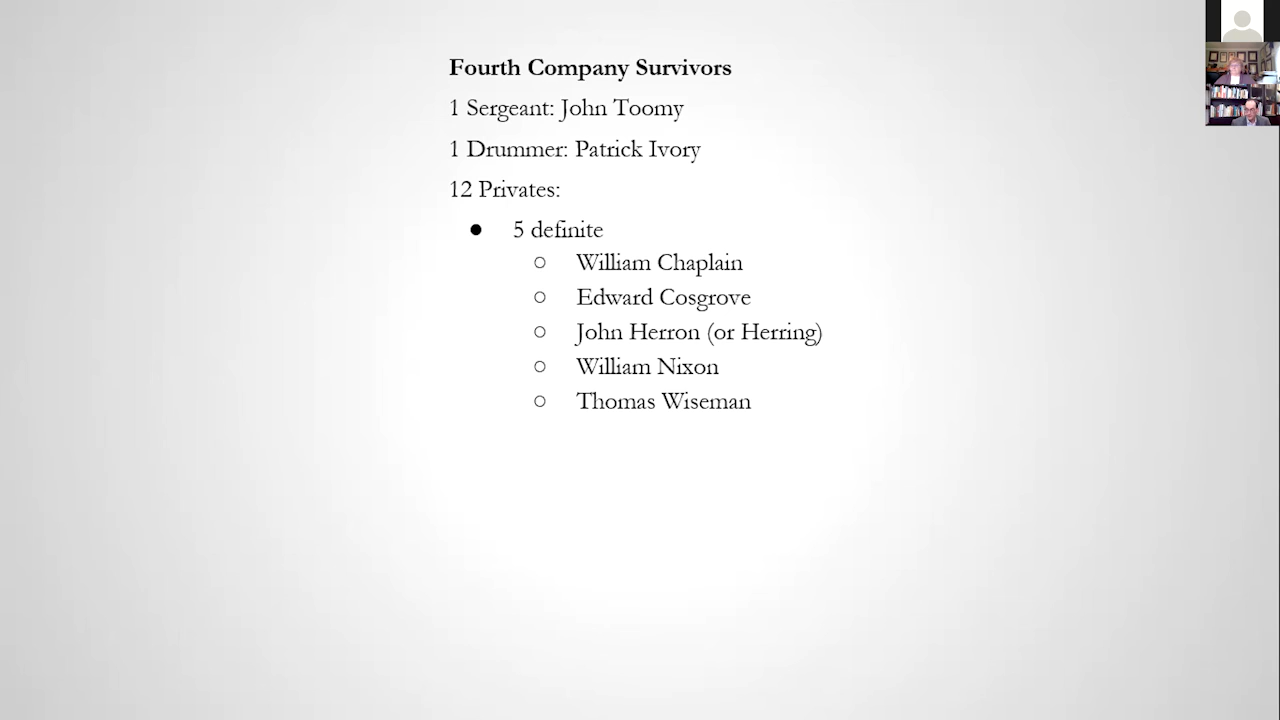 Fourth Company Survivors
1 Sergeant: John Toomy
1 Drummer: Patrick Ivory
12 Privates:
● 5 definite
○ William Chaplain
○ Edward Cosgrove
○ John Herron (or Herring)
○ William Nixon
○ Thomas Wiseman